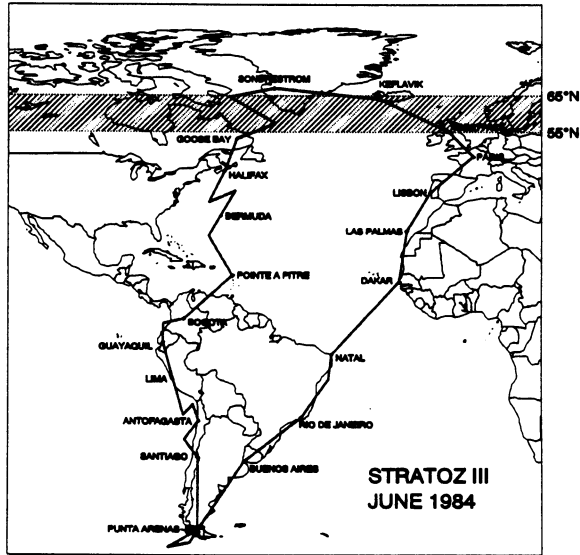 SONDRESTROM
KEFLAVIK
65°N
55°N
GOOSE BAY
PARIS
HALIFAX
LISBON
BERMUDA
LAS PALMAS
POINTE A PITRE
DAKAR
BOGOTA
GUAYAQUIL
NATAL
LIMA
ANTOFAGASTA
RIO DE JANEIRO
SANTIAGO
BUENOS AIRES
STRATOZ III
JUNE 1984
PUNTA ARENAS